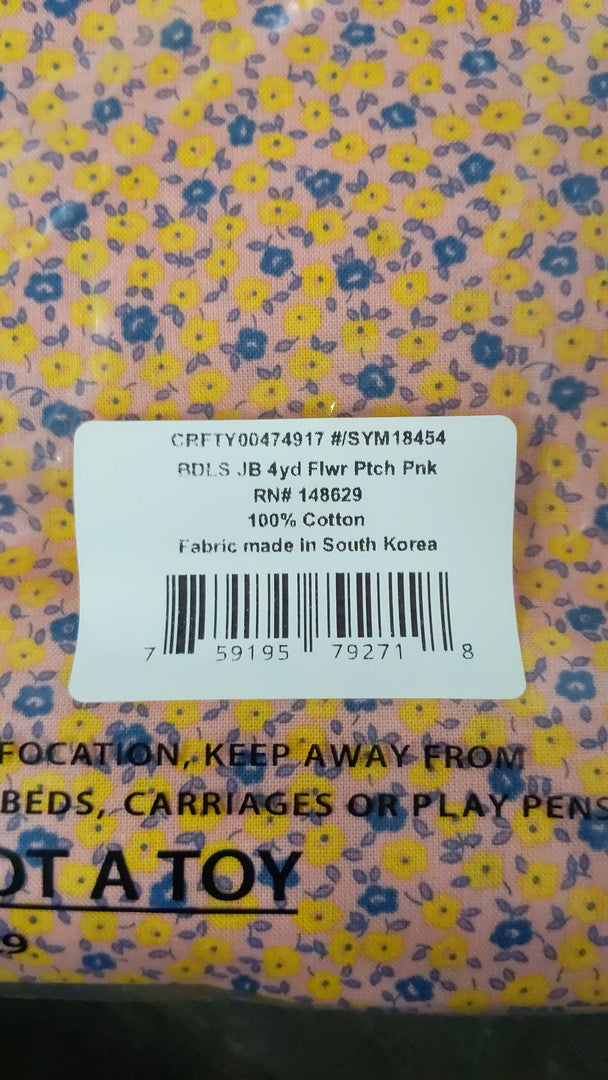 CRFTY00474917 #/SYM18454
BDLS JB 4yd Flwr Ptch Pnk
RN# 148629
100% Cotton
Fabric made in South Korea
7 59195 79271 8
FOCATION, KEEP AWAY FROM
BEDS, CARRIAGES OR PLAY PENS
OT A TOY
9